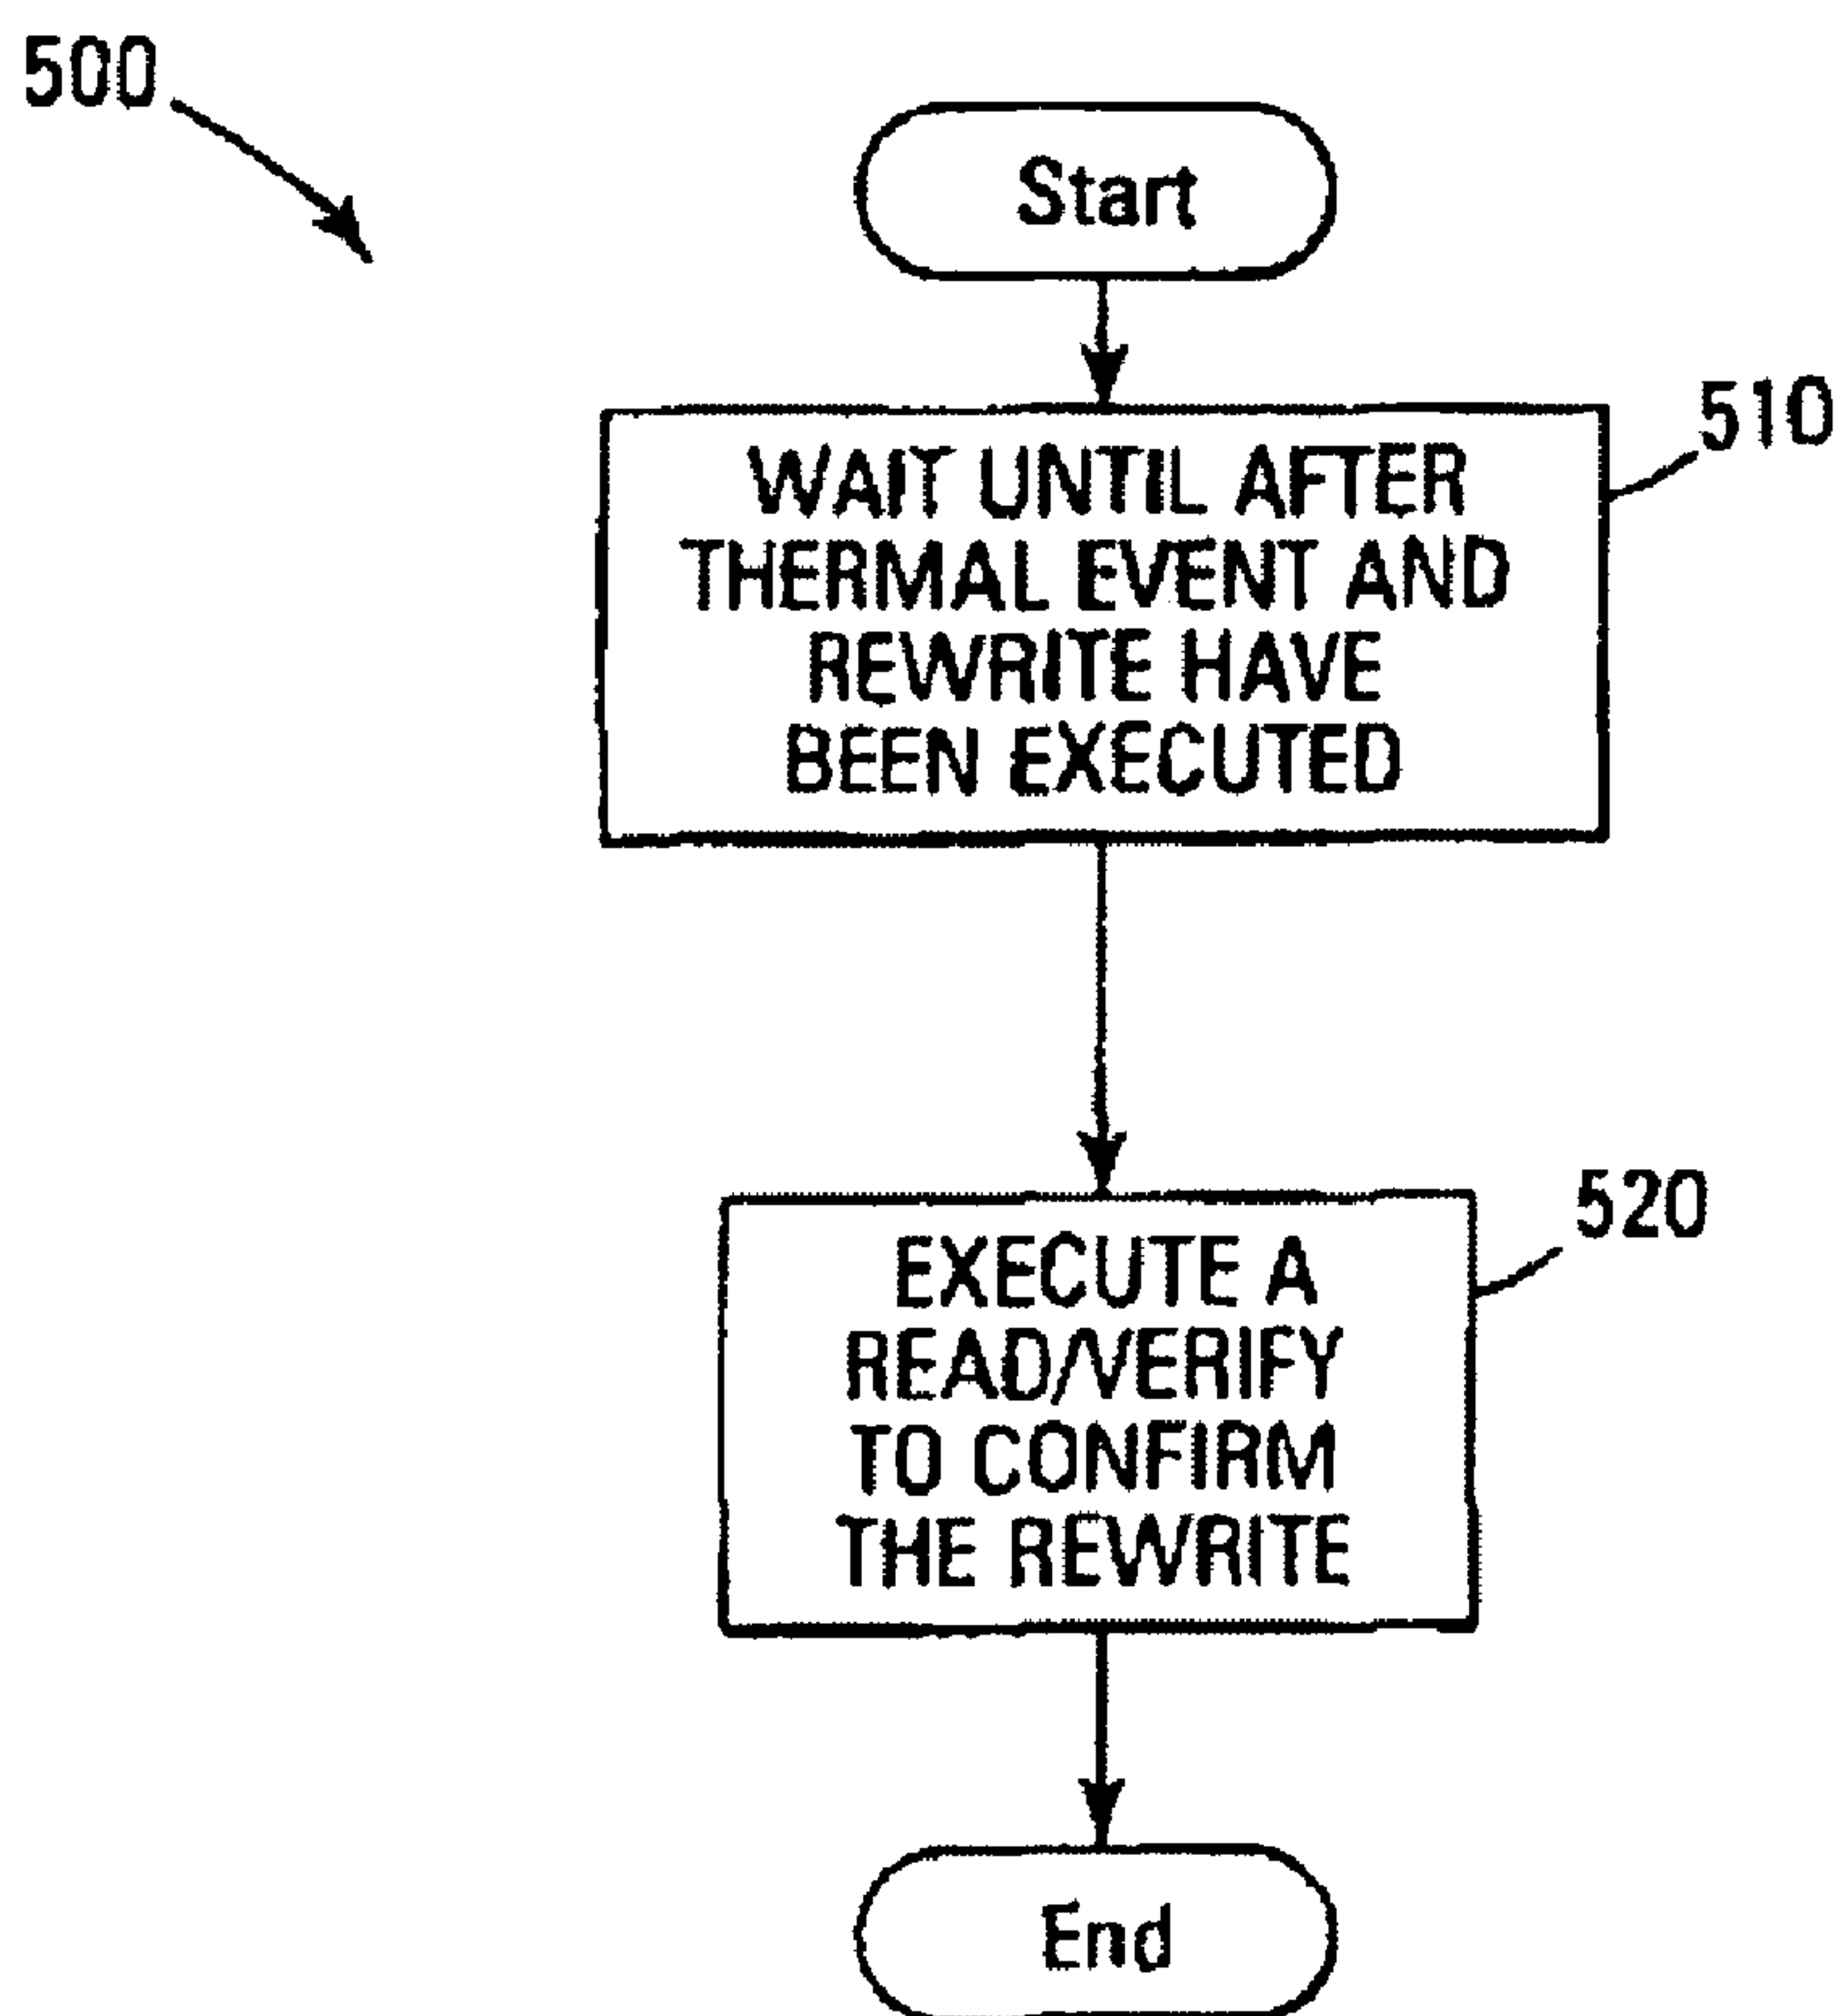 500
Start
510
WAIT UNTIL AFTER
THERMAL EVENT AND
REWRITE HAVE
BEEN EXECUTED
520
EXECUTE A
READ/VERIFY
TO CONFIRM
THE REWRITE
End